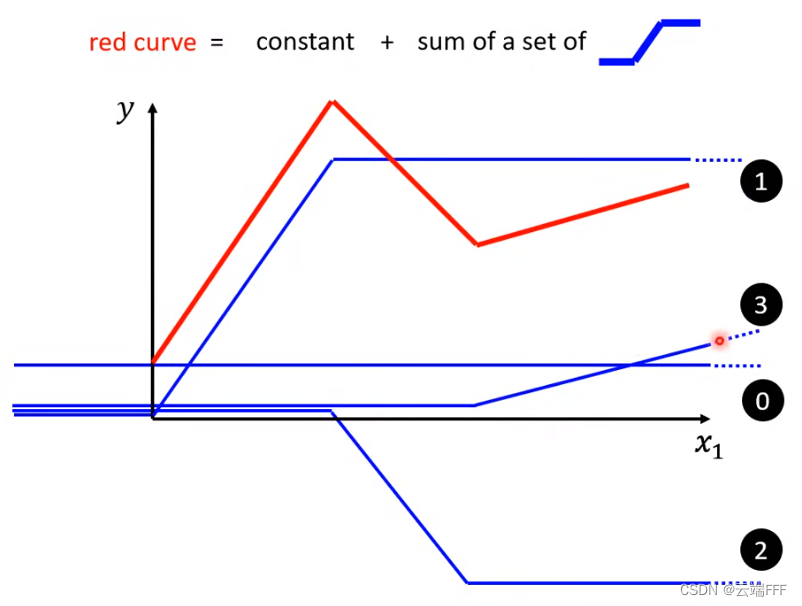 red curve = constant + sum of a set of
y
1
3
0
x₁
2
CSDN @云端FFF